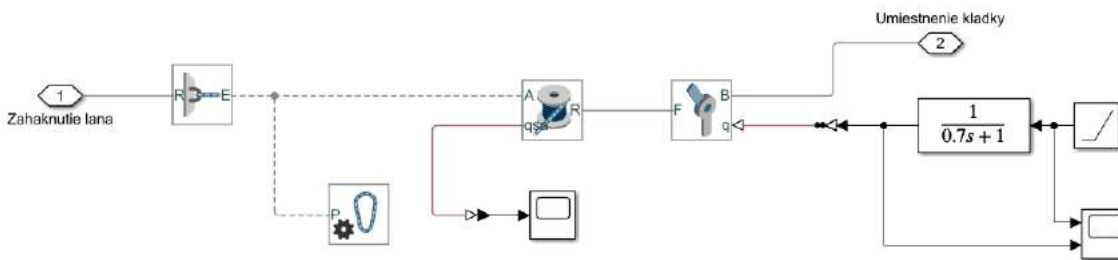 Umiestnenie kladky
2
1
Zahaknutie lana
R
E
A
qsa
R
F
B
q
1
0.7s + 1
P